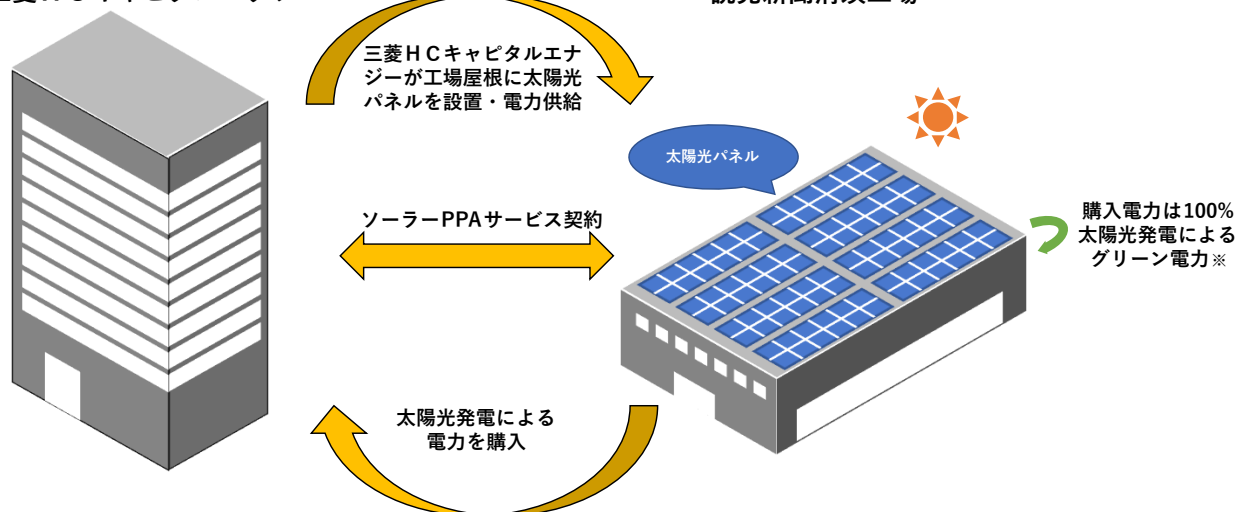 三菱ＨＣキャピタルエナ
ジーが工場屋根に太陽光
パネルを設置・電力供給
太陽光パネル
ソーラーPPAサービス契約
購入電力は100%
太陽光発電による
グリーン電力※
太陽光発電による
電力を購入